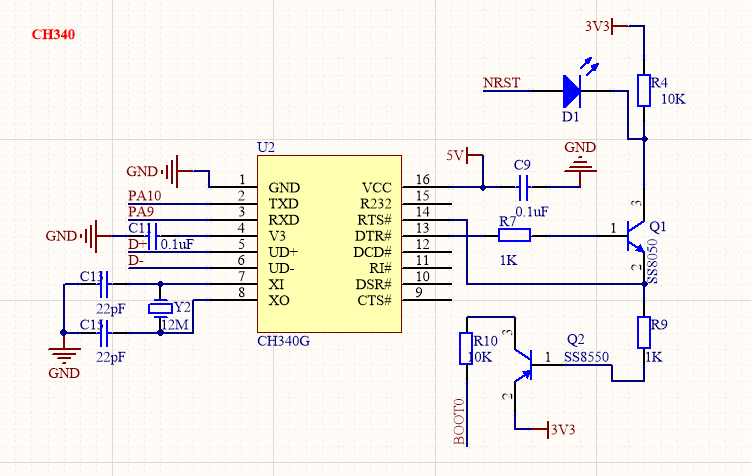 CH340
3V3
NRST
R4
10K
D1
U2
GND
5V
C9
GND
0.1uF
1 GND VCC 16
PA10 2 TXD R232 15
PA9 3 RXD RTS# 14
GND C11 0.1uF 4 V3 DTR# 13
D+ 5 UD+ DCD# 12
D- 6 UD- RI# 11
7 XI DSR# 10
8 XO CTS# 9
CH340G
R7
1K
1
3
2
Q1
SS8050
C13
22pF
Y2
12M
22pF
GND
R10
10K
3
Q2
SS8550
1
2
R9
1K
BOOT0
3V3